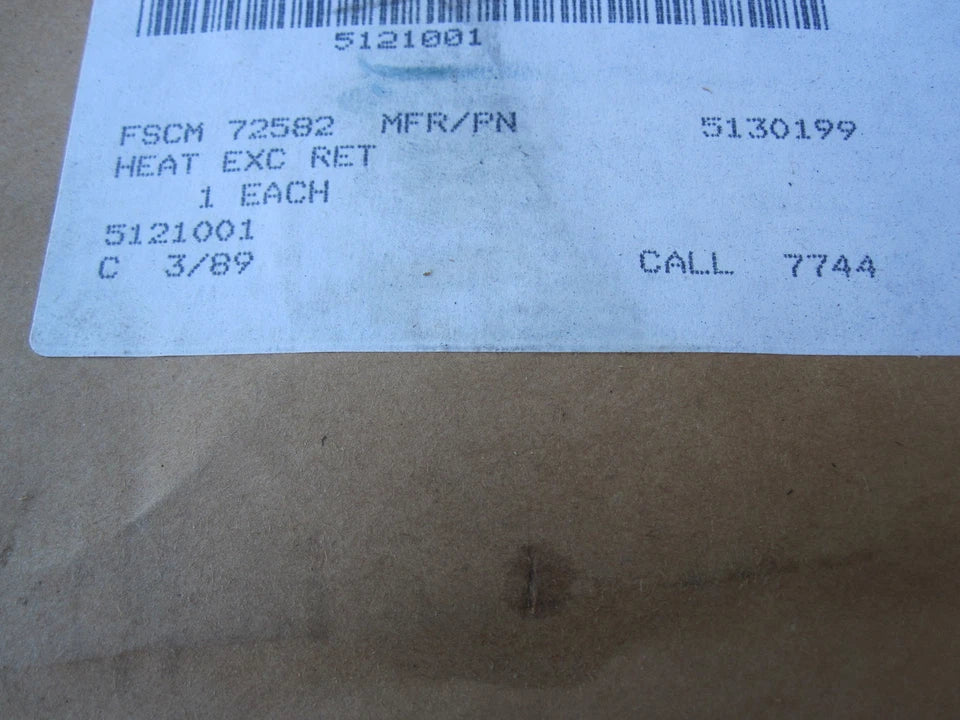 5121001
FSCM 72582 MFR/PN 5130199
HEAT EXC RET
1 EACH
5121001
C 3/89 CALL 7744